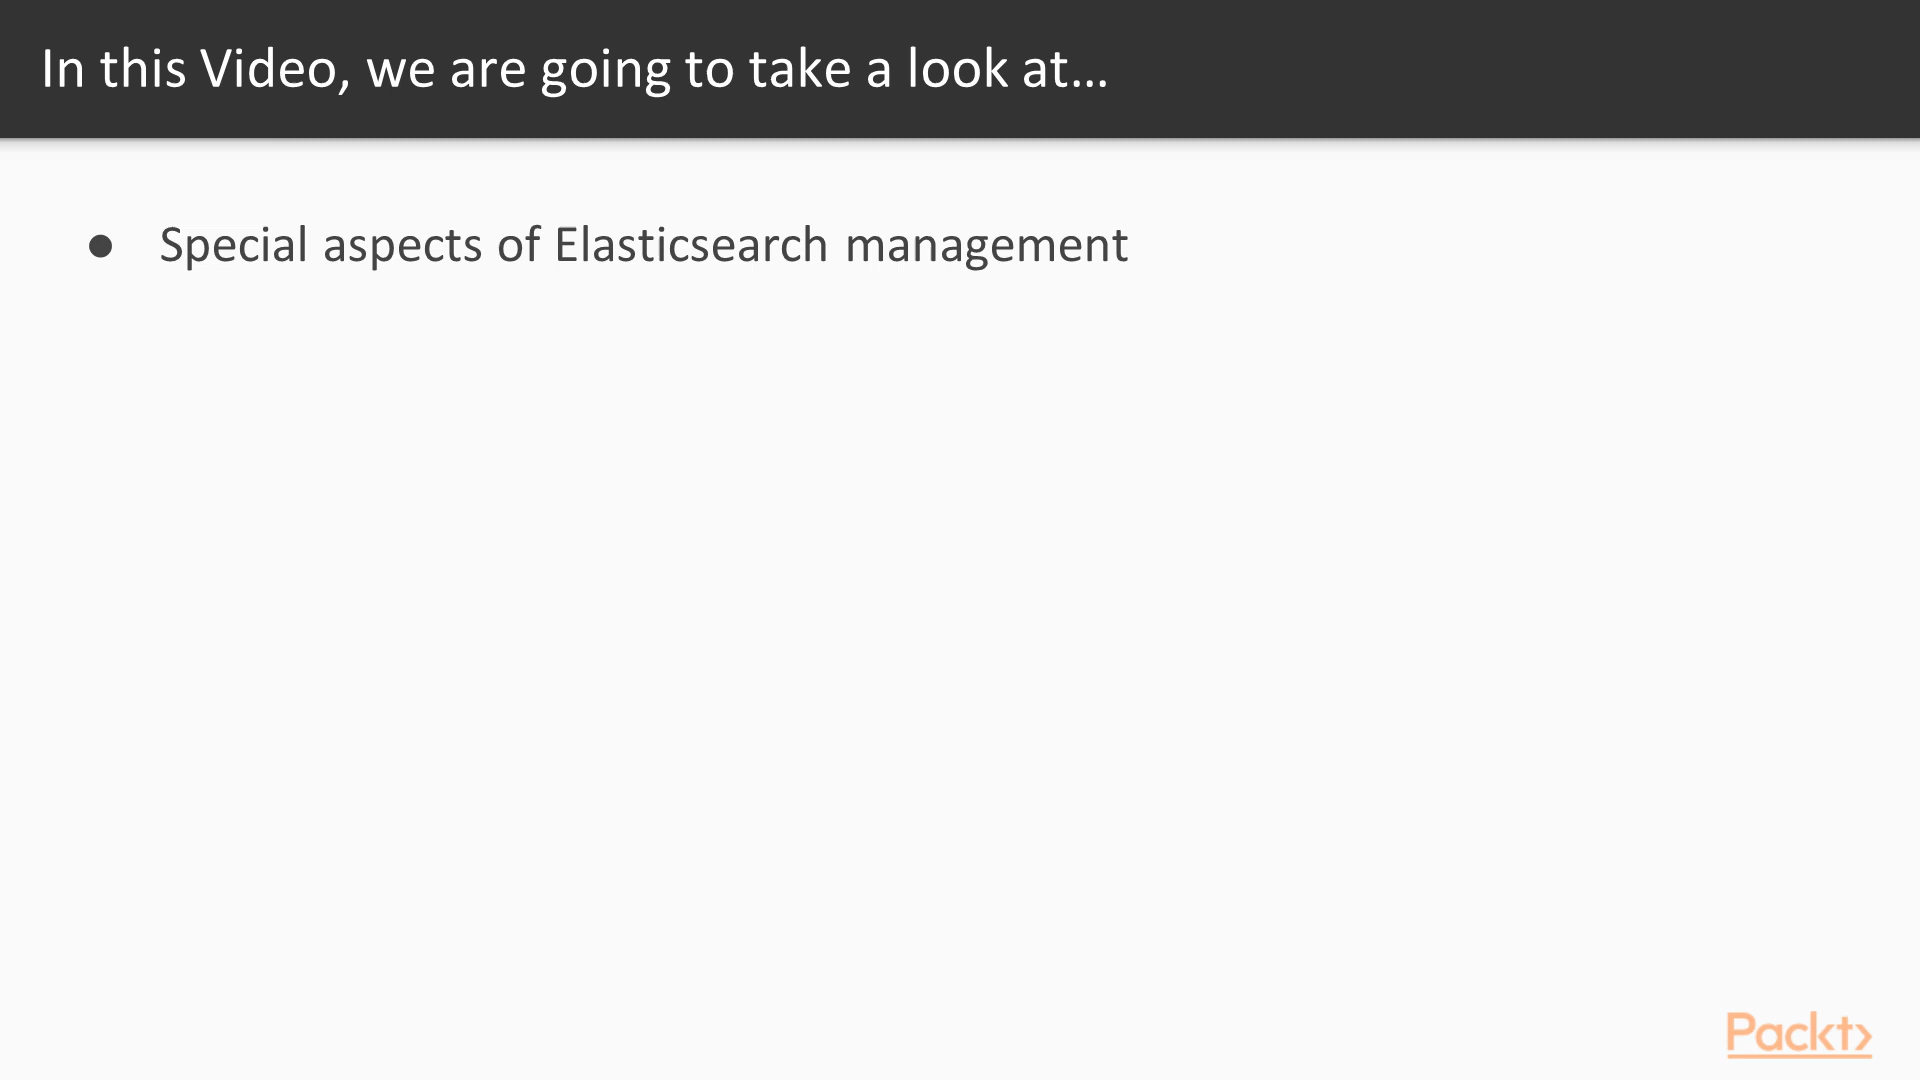 In this Video, we are going to take a look at…
● Special aspects of Elasticsearch management
Packt>